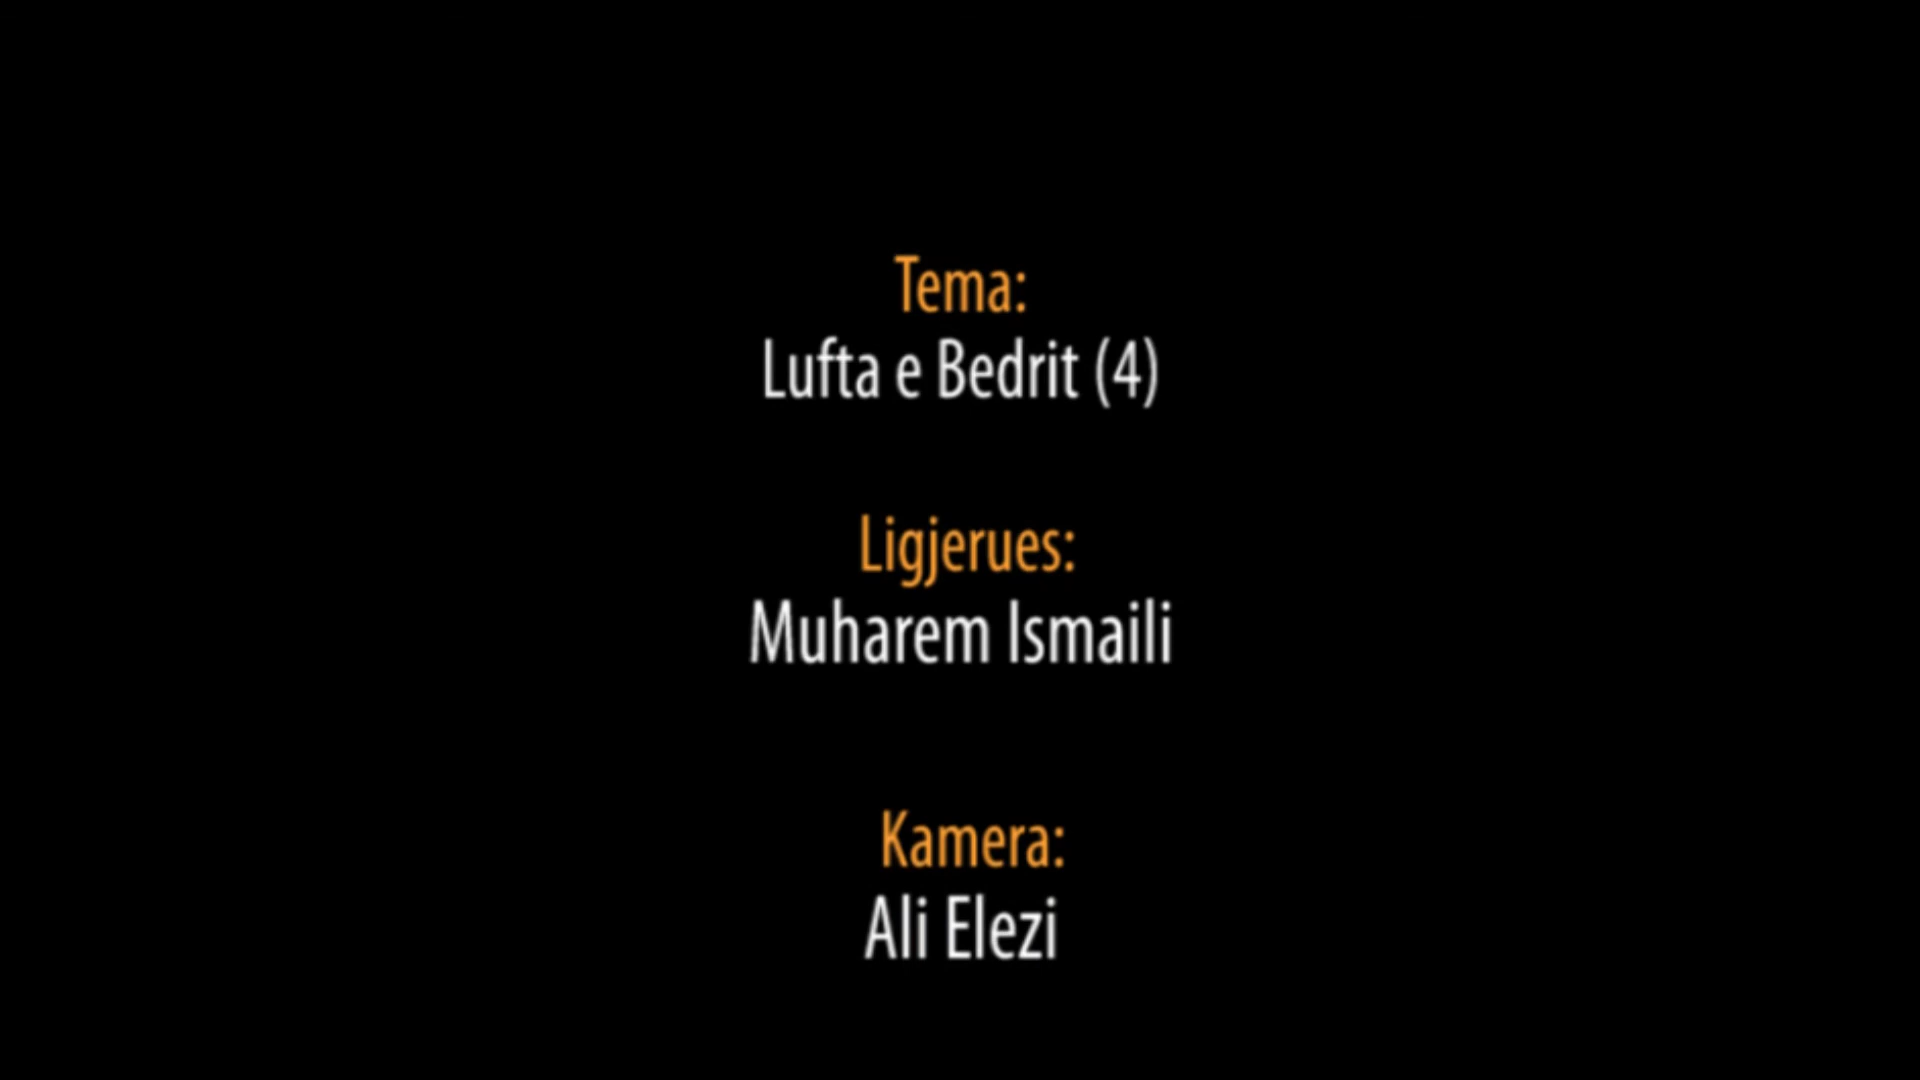 Tema:
Lufta e Bedrit (4)
Ligjerues:
Muharem Ismaili
Kamera:
Ali Elezi